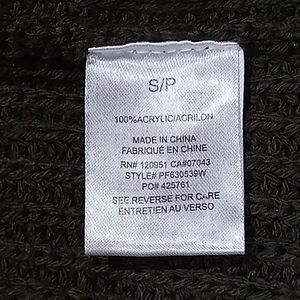 S/P
100%ACRYLIC/ACRILON
MADE IN CHINA
FABRIQUÉ EN CHINE
RN# 120951 CA#07043
STYLE# PF630539W
PO# 425761
SEE REVERSE FOR CARE
ENTRETIEN AU VERSO